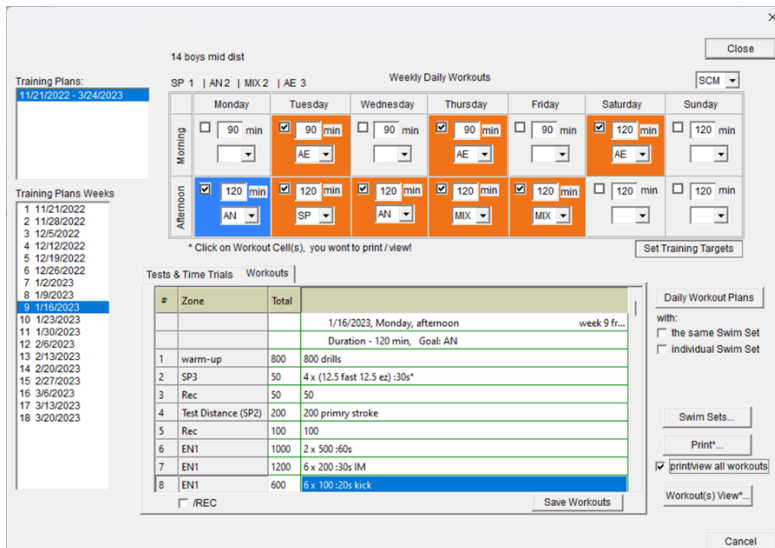 Close
14 boys mid dist
Training Plans:
11/21/2022 - 3/24/2023
SP 1 | AN 2 | MIX 2 | AE 3
Weekly Daily Workouts
SCM
Monday Tuesday Wednesday Thursday Friday Saturday Sunday
Morning
90 min 90 min 90 min 90 min 90 min 120 min 120 min
AE AE AE
Training Plans Weeks
Afternoon
120 min 120 min 120 min 120 min 120 min 120 min 120 min
AN SP AN MIX MIX
1 11/21/2022
2 11/28/2022
3 12/5/2022
4 12/12/2022
5 12/19/2022
6 12/26/2022
7 1/2/2023
8 1/9/2023
9 1/16/2023
10 1/23/2023
11 1/30/2023
12 2/6/2023
13 2/13/2023
14 2/20/2023
15 2/27/2023
16 3/6/2023
17 3/13/2023
18 3/20/2023
* Click on Workout Cell(s), you wont to print / view!
Set Training Targets
Tests & Time Trials Workouts
# Zone Total
1/16/2023, Monday, afternoon week 9 fr...
Duration - 120 min, Goal: AN
1 warm-up 800 800 drills
2 SP3 50 4 x (12.5 fast 12.5 ez) :30s*
3 Rec 50 50
4 Test Distance (SP2) 200 200 primry stroke
5 Rec 100 100
6 EN1 1000 2 x 500 :60s
7 EN1 1200 6 x 200 :30s IM
8 EN1 600 6 x 100 :20s kick
/REC
Save Workouts
Daily Workout Plans
with:
the same Swim Set
individual Swim Set
Swim Sets...
Print*...
print/view all workouts
Workout(s) View*...
Cancel